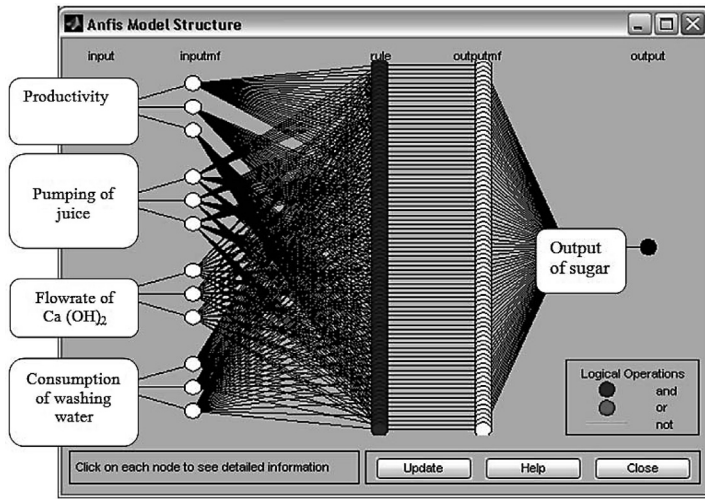 Anfis Model Structure
input inputmf rule outputmf output
Productivity
Pumping of
juice
Flowrate of
Ca (OH)2
Consumption
of washing
water
Output
of sugar
Logical Operations
and
or
not
Click on each node to see detailed information
Update Help Close